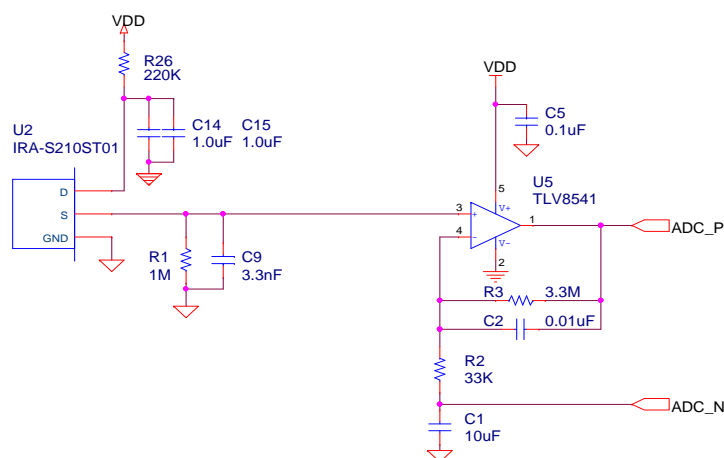 VDD
R26
220K
C14
1.0uF
C15
1.0uF
U2
IRA-S210ST01
D
S
GND
R1
1M
C9
3.3nF
VDD
C5
0.1uF
U5
TLV8541
5
V+
3
+
4
-
1
V-
2
ADC_P
R3
3.3M
C2
0.01uF
R2
33K
ADC_N
C1
10uF